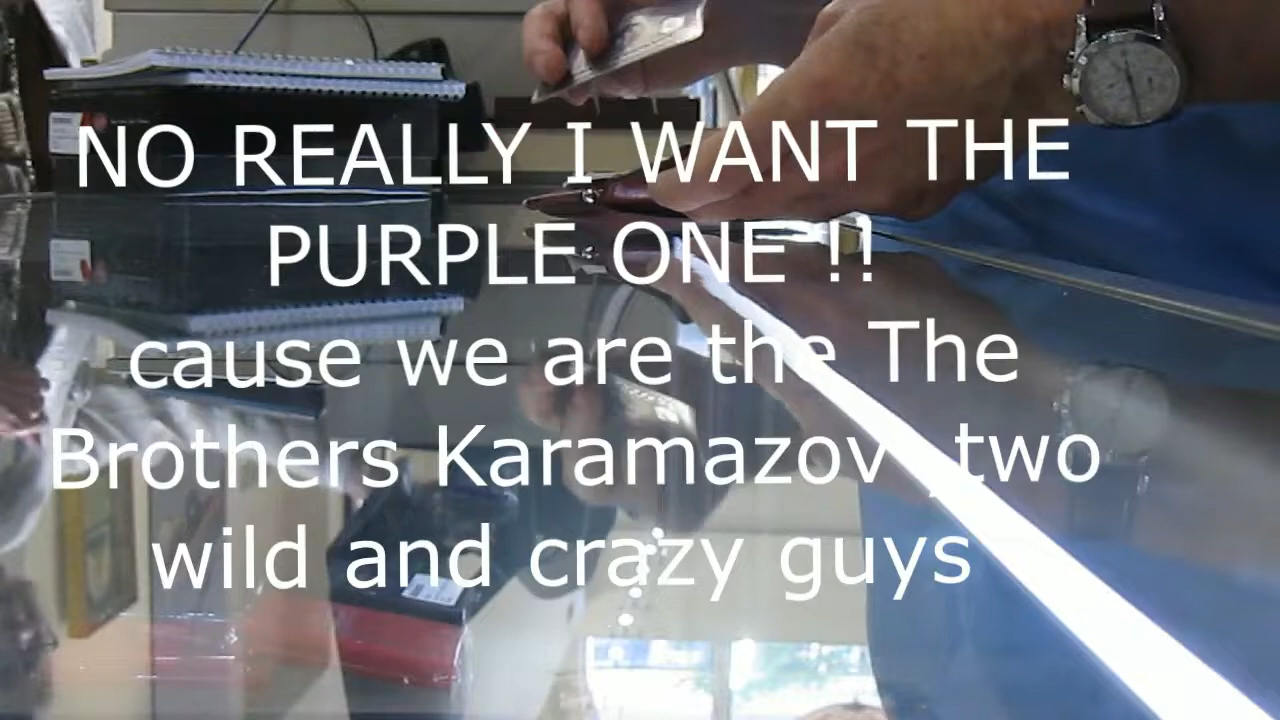 NO REALLY I WANT THE
PURPLE ONE !!
cause we are the The
Brothers Karamazov ,two
wild and crazy guys